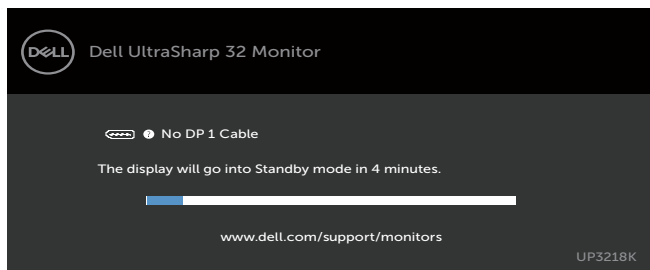 DELL
Dell UltraSharp 32 Monitor
No DP 1 Cable
The display will go into Standby mode in 4 minutes.
www.dell.com/support/monitors
UP3218K